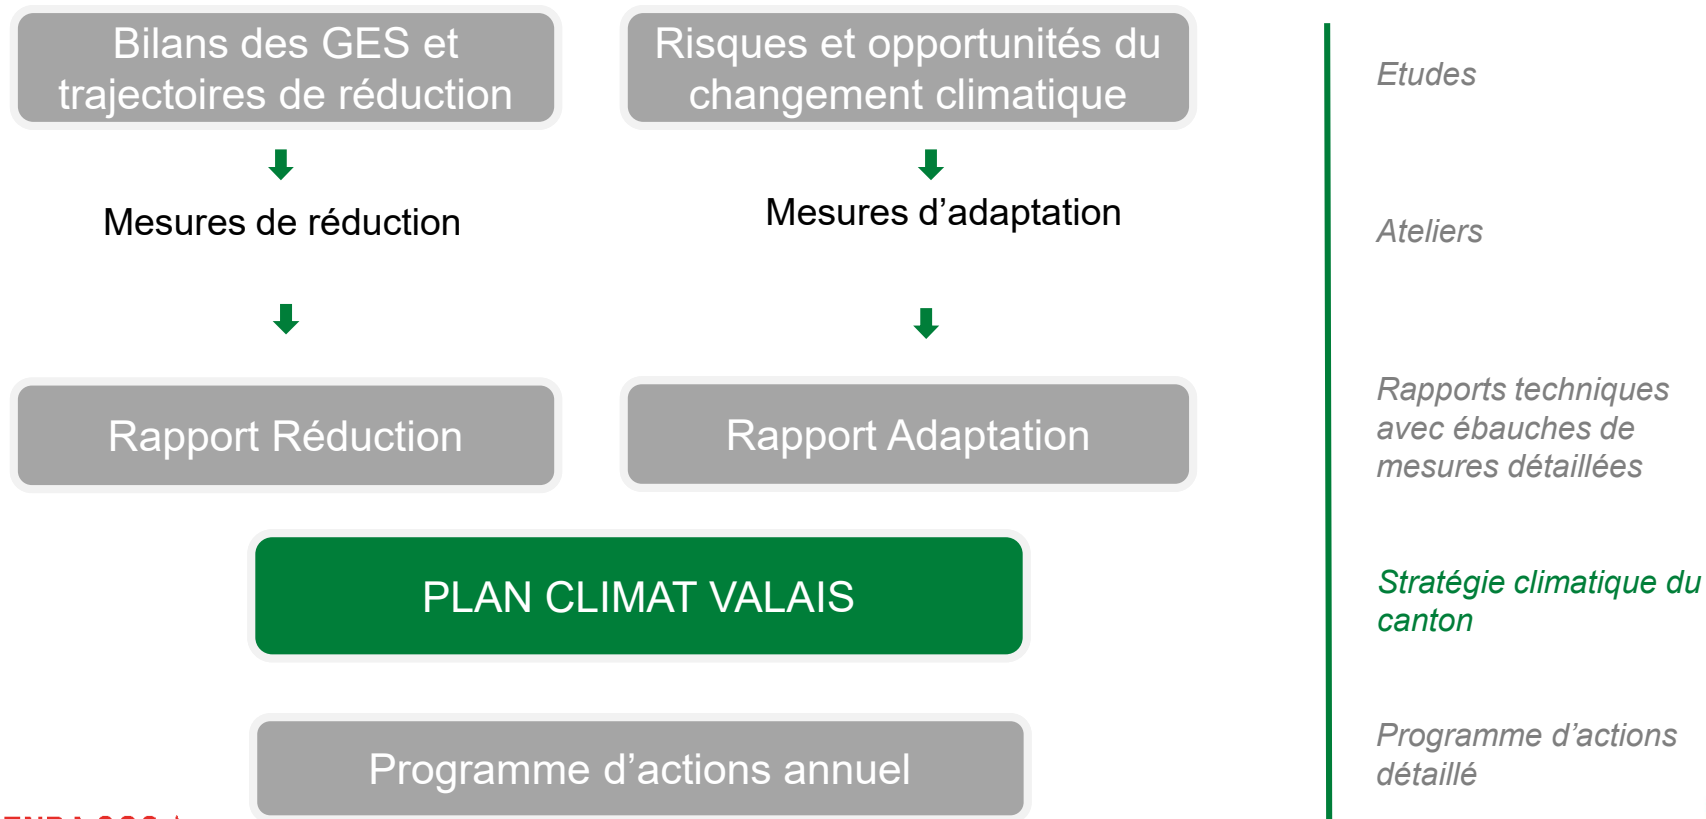 Bilans des GES et
trajectoires de réduction
Risques et opportunités du
changement climatique
Etudes
Mesures de réduction
Mesures d’adaptation
Ateliers
Rapport Réduction
Rapport Adaptation
Rapports techniques
avec ébauches de
mesures détaillées
PLAN CLIMAT VALAIS
Stratégie climatique du
canton
Programme d’actions annuel
Programme d’actions
détaillé